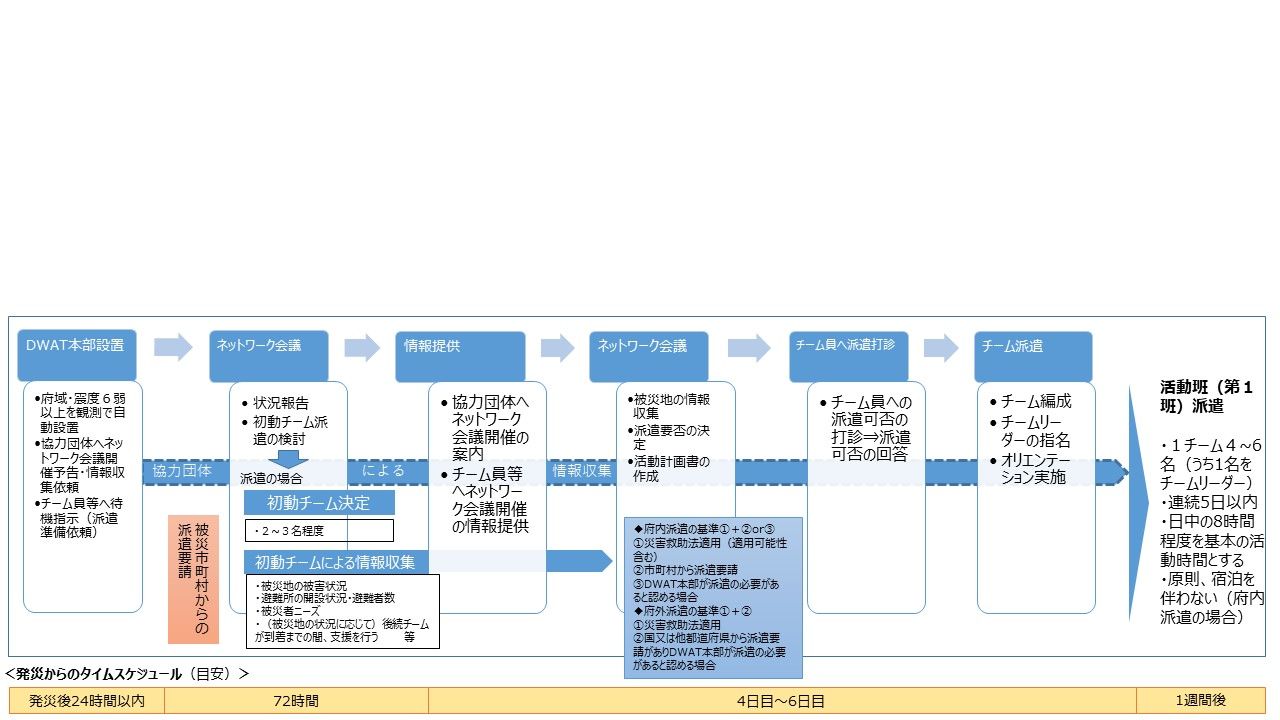 DWAT本部設置
ネットワーク会議
情報提供
ネットワーク会議
チーム員へ派遣打診
チーム派遣
•府域・震度６弱
以上を観測で自
動設置
•協力団体へネッ
トワーク会議開
催予告・情報収
集依頼
•チーム員等へ待
機指示（派遣
準備依頼）
• 状況報告
• 初動チーム派
遣の検討
派遣の場合
初動チーム決定
・２～３名程度
初動チームによる情報収集
・被災地の被害状況
・避難所の開設状況・避難者数
・被災者ニーズ
・（被災地の状況に応じて）後続チーム
が到着までの間、支援を行う　　等
被災市町村からの
派遣要請
• 協力団体へ
ネットワーク
会議開催の
案内
• チーム員等
へネットワー
ク会議開催
の情報提供
•被災地の情報
収集
•派遣要否の決
定
•活動計画書の
作成
◆府内派遣の基準①＋②or③
①災害救助法適用（適用可能性
含む）
②市町村から派遣要請
③DWAT本部が派遣の必要があ
ると認める場合
◆府外派遣の基準①＋②
①災害救助法適用
②国又は他都道府県から派遣要
請がありDWAT本部が派遣の必要
があると認める場合
• チーム員への
派遣可否の
打診⇒派遣
可否の回答
• チーム編成
• チームリー
ダーの指名
• オリエンテー
ション実施
協力団体　による　情報収集
活動班（第１
班）派遣
・１チーム４～６
名（うち1名を
チームリーダー）
・連続5日以内
・日中の8時間
程度を基本の活
動時間とする
・原則、宿泊を
伴わない（府内
派遣の場合）
＜発災からのタイムスケジュール（目安）＞
発災後24時間以内
72時間
4日目～6日目
1週間後